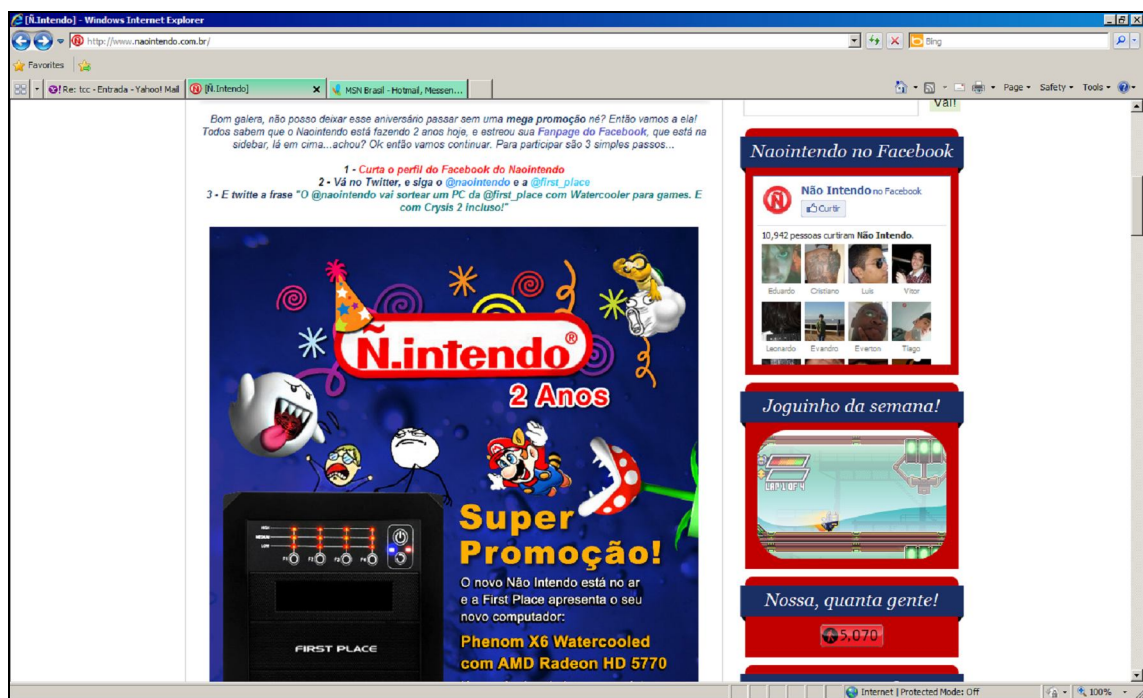 [Ñ.Intendo] - Windows Internet Explorer
http://www.naointendo.com.br/
Bing
Favorites
Re: tcc - Entrada - Yahoo! Mail
[Ñ.Intendo]
MSN Brasil - Hotmail, Messen...
Page
Safety
Tools
Bom galera, não posso deixar esse aniversário passar sem uma mega promoção né? Então vamos a ela!
Todos sabem que o Naointendo está fazendo 2 anos hoje, e estreou sua Fanpage do Facebook, que está na
sidebar, lá em cima...achou? Ok então vamos continuar. Para participar são 3 simples passos...
1 - Curta o perfil do Facebook do Naointendo
2 - Vá no Twitter, e siga o @naointendo e a @first_place
3 - E twitte a frase "O @naointendo vai sortear um PC da @first_place com Watercooler para games. E
com Crysis 2 incluso!"
Ñ.intendo®
2 Anos
Super
Promoção!
O novo Não Intendo está no ar
e a First Place apresenta o seu
novo computador:
Phenom X6 Watercooled
com AMD Radeon HD 5770
FIRST PLACE
Vai!
Naointendo no Facebook
Não Intendo no Facebook
Curtir
10,942 pessoas curtiram Não Intendo.
Eduardo Cristiano Luis Vitor
Leonardo Evandro Everton Tiago
Joguinho da semana!
LAP 1 OF 4
Nossa, quanta gente!
5,070
Internet | Protected Mode: Off
100%